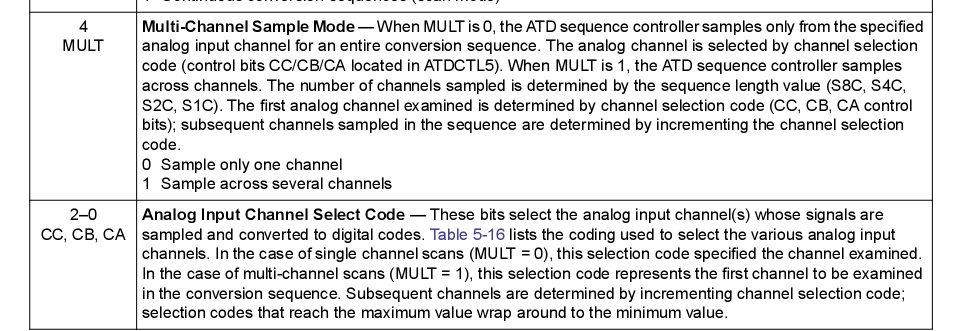 4
MULT
Multi-Channel Sample Mode — When MULT is 0, the ATD sequence controller samples only from the specified
analog input channel for an entire conversion sequence. The analog channel is selected by channel selection
code (control bits CC/CB/CA located in ATDCTL5). When MULT is 1, the ATD sequence controller samples
across channels. The number of channels sampled is determined by the sequence length value (S8C, S4C,
S2C, S1C). The first analog channel examined is determined by channel selection code (CC, CB, CA control
bits); subsequent channels sampled in the sequence are determined by incrementing the channel selection
code.
0 Sample only one channel
1 Sample across several channels
2–0
CC, CB, CA
Analog Input Channel Select Code — These bits select the analog input channel(s) whose signals are
sampled and converted to digital codes. Table 5-16 lists the coding used to select the various analog input
channels. In the case of single channel scans (MULT = 0), this selection code specified the channel examined.
In the case of multi-channel scans (MULT = 1), this selection code represents the first channel to be examined
in the conversion sequence. Subsequent channels are determined by incrementing channel selection code;
selection codes that reach the maximum value wrap around to the minimum value.